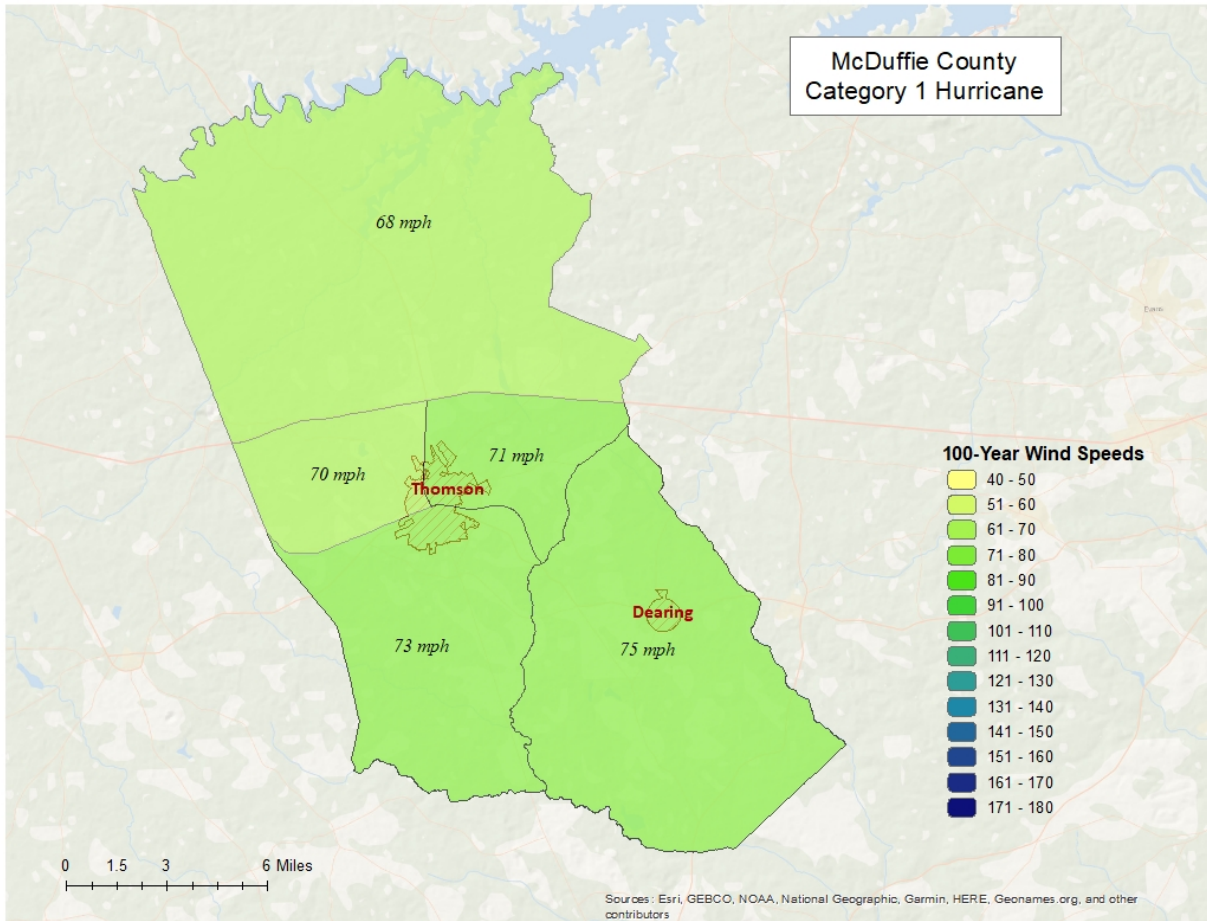 McDuffie County
Category 1 Hurricane
68 mph
70 mph
71 mph
Thomson
Dearing
73 mph
75 mph
100-Year Wind Speeds
40 - 50
51 - 60
61 - 70
71 - 80
81 - 90
91 - 100
101 - 110
111 - 120
121 - 130
131 - 140
141 - 150
151 - 160
161 - 170
171 - 180
0 1.5 3 6 Miles
Sources: Esri, GEBCO, NOAA, National Geographic, Garmin, HERE, Geonames.org, and other
contributors